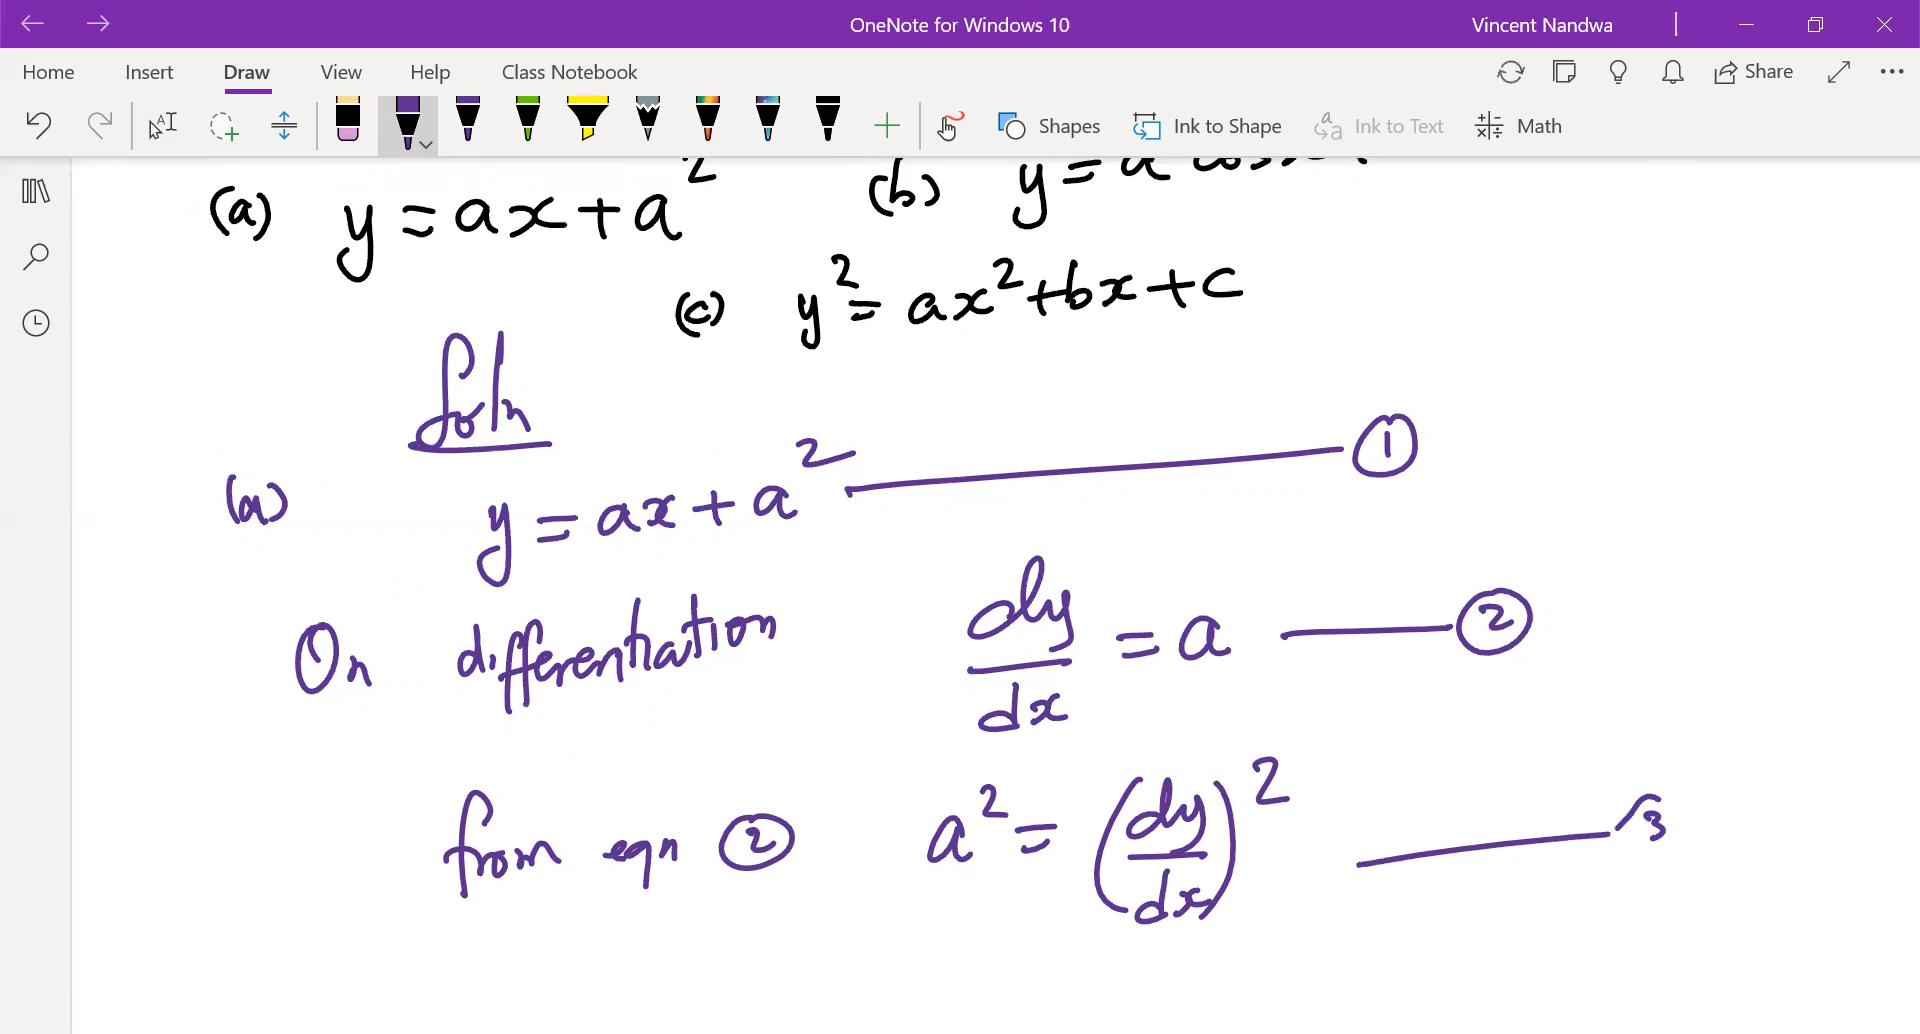 OneNote for Windows 10 Vincent Nandwa
Home Insert Draw View Help Class Notebook Share
Shapes Ink to Shape Ink to Text Math
(a) y = ax + a² (b) y = a
(c) y² = ax² + bx + c
Soln
(a) y = ax + a² ①
On differentiation dy/dx = a ②
from eqn ② a² = (dy/dx)² 3